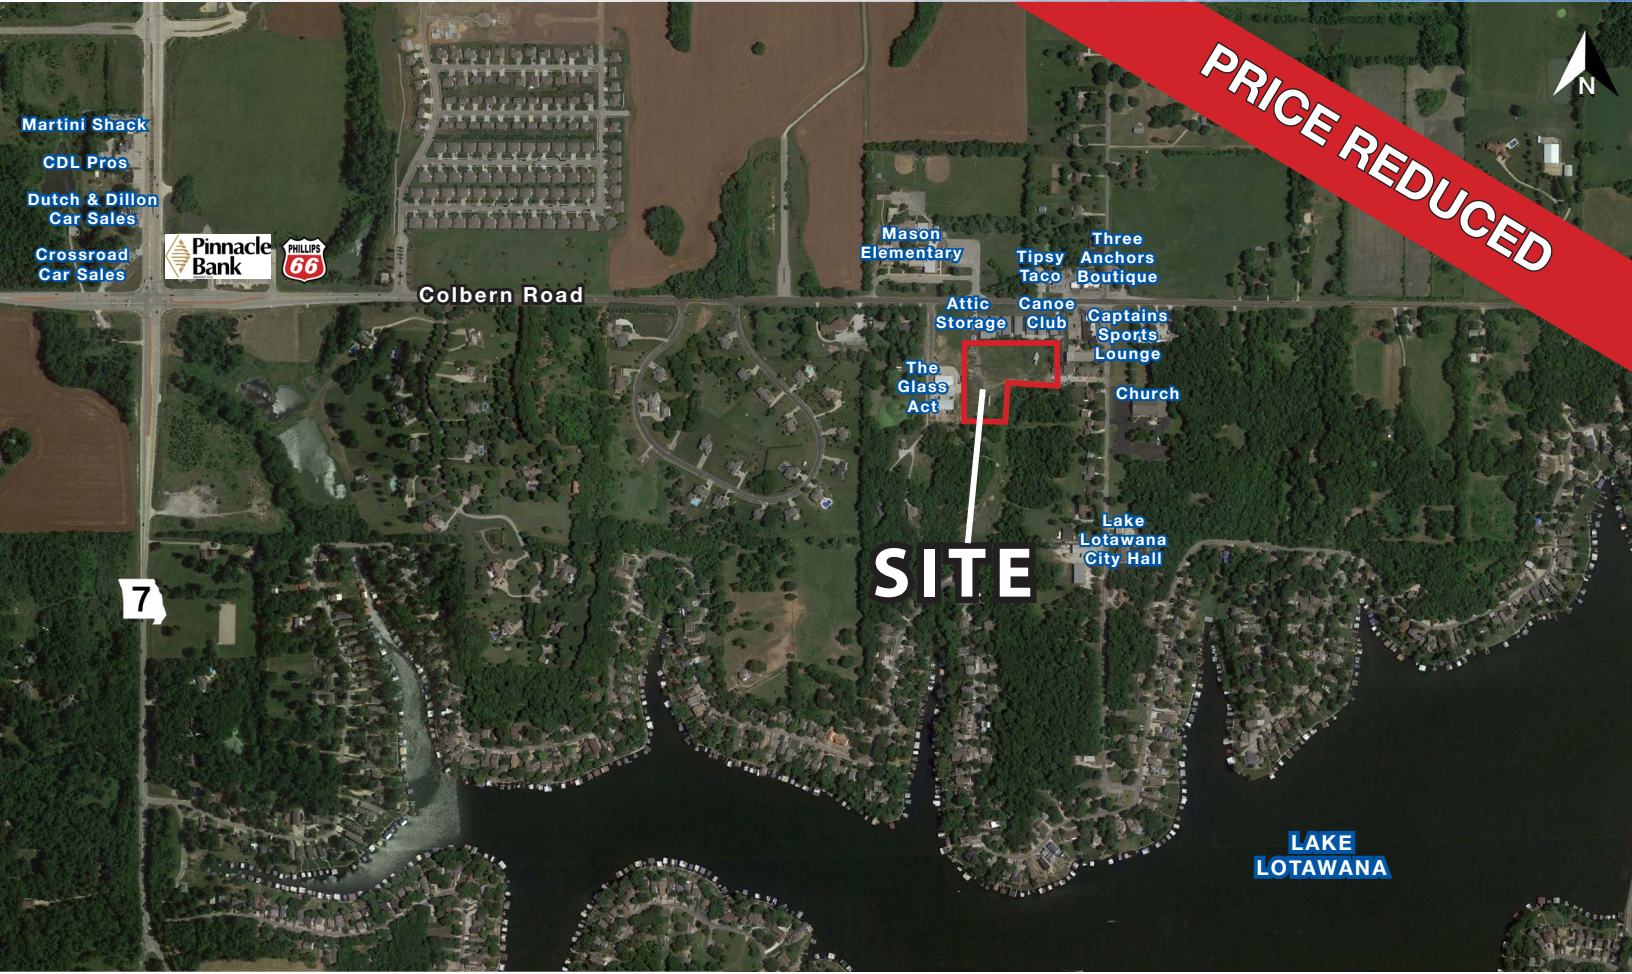 PRICE REDUCED
N
Martini Shack
CDL Pros
Dutch & Dillon
Car Sales
Crossroad
Car Sales
Pinnacle
Bank
PHILLIPS
66
Colbern Road
Mason
Elementary
Tipsy
Taco
Three
Anchors
Boutique
Attic
Storage
Canoe
Club
Captains
Sports
Lounge
The
Glass
Act
Church
Lake
Lotawana
City Hall
SITE
7
LAKE
LOTAWANA